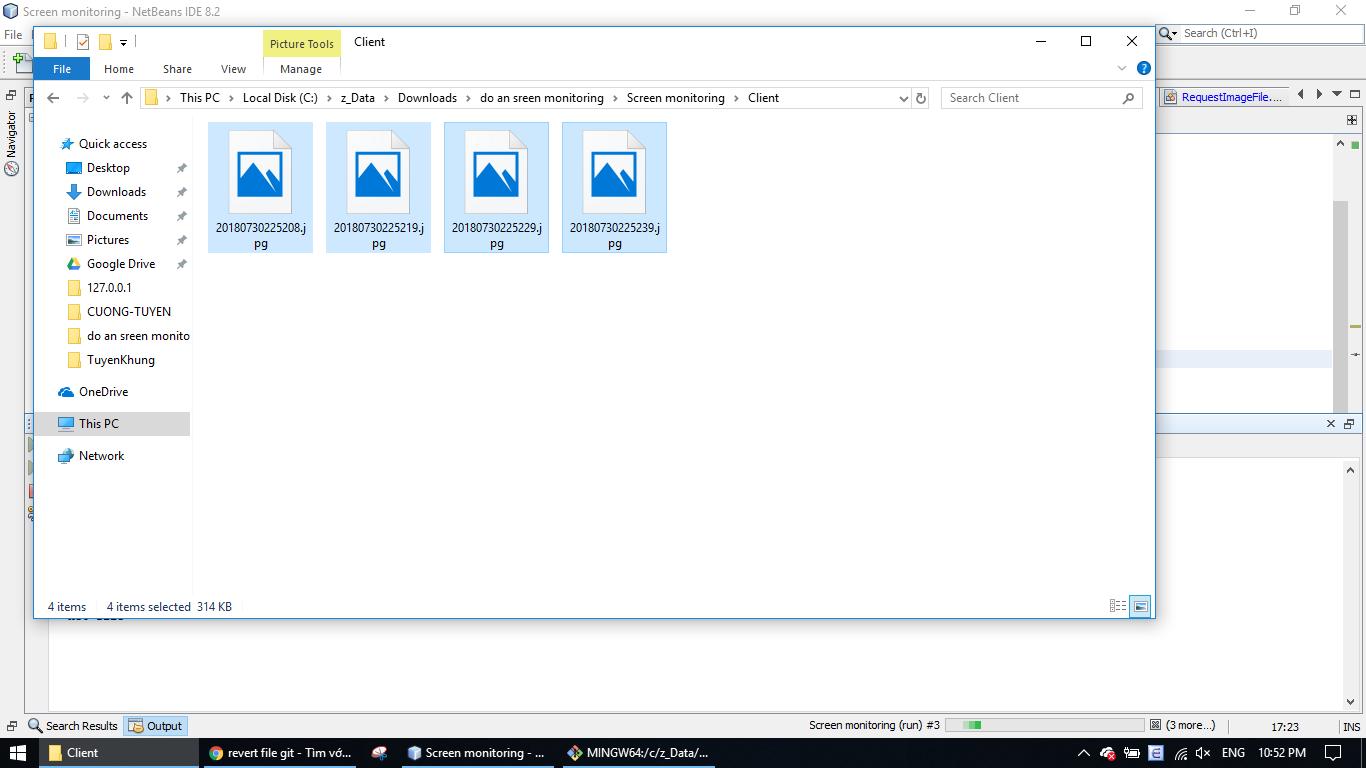 Screen monitoring - NetBeans IDE 8.2
File
Search (Ctrl+I)
Picture Tools
Client
File
Home
Share
View
Manage
This PC
Local Disk (C:)
z_Data
Downloads
do an sreen monitoring
Screen monitoring
Client
Search Client
RequestImageFile....
Navigator
Quick access
Desktop
Downloads
Documents
Pictures
Google Drive
127.0.0.1
CUONG-TUYEN
do an sreen monito
TuyenKhung
OneDrive
This PC
Network
20180730225208.j
pg
20180730225219.j
pg
20180730225229.j
pg
20180730225239.j
pg
4 items
4 items selected 314 KB
Search Results
Output
Screen monitoring (run) #3
(3 more...)
17:23
INS
Client
revert file git - Tìm vớ...
Screen monitoring - ...
MINGW64:/c/z_Data/...
ENG
10:52 PM